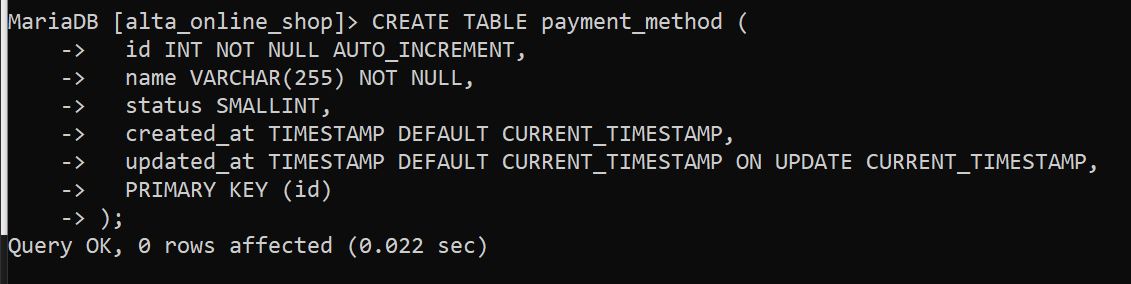 MariaDB [alta_online_shop]> CREATE TABLE payment_method (
    ->   id INT NOT NULL AUTO_INCREMENT,
    ->   name VARCHAR(255) NOT NULL,
    ->   status SMALLINT,
    ->   created_at TIMESTAMP DEFAULT CURRENT_TIMESTAMP,
    ->   updated_at TIMESTAMP DEFAULT CURRENT_TIMESTAMP ON UPDATE CURRENT_TIMESTAMP,
    ->   PRIMARY KEY (id)
    -> );
Query OK, 0 rows affected (0.022 sec)